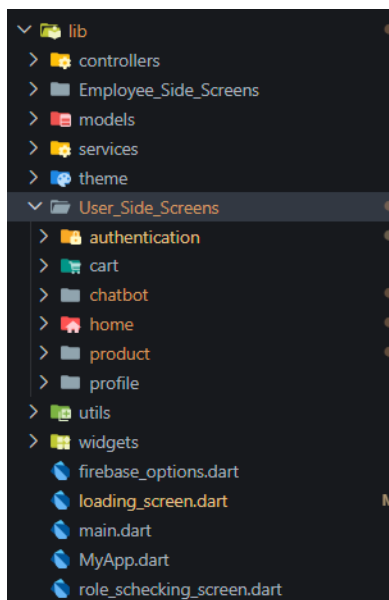 lib
controllers
Employee_Side_Screens
models
services
theme
User_Side_Screens
authentication
cart
chatbot
home
product
profile
utils
widgets
firebase_options.dart
loading_screen.dart M
main.dart
MyApp.dart
role_schecking_screen.dart